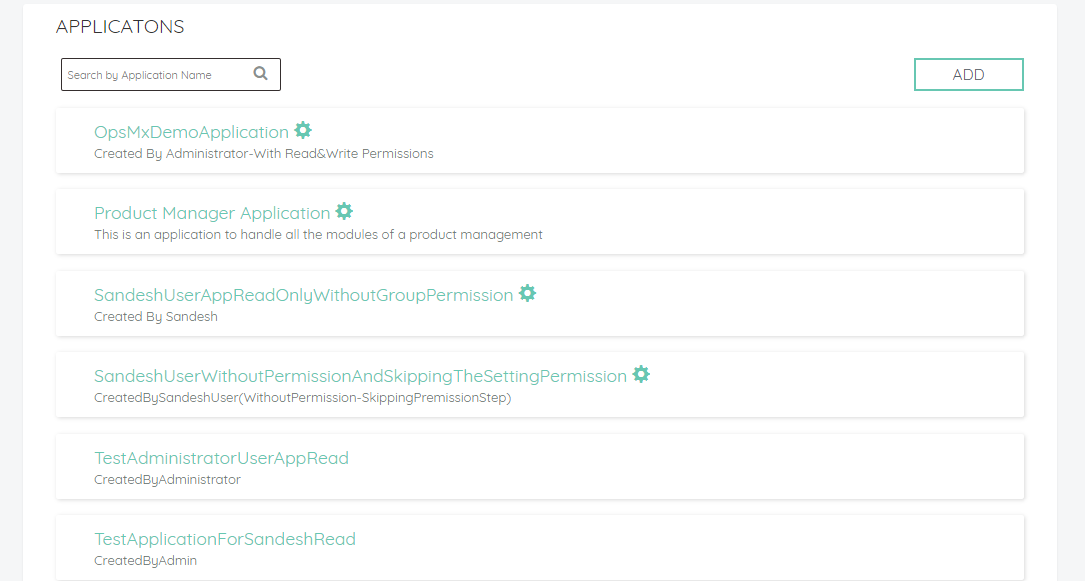 APPLICATONS
Search by Application Name
ADD
OpsMxDemoApplication
Created By Administrator-With Read&Write Permissions
Product Manager Application
This is an application to handle all the modules of a product management
SandeshUserAppReadOnlyWithoutGroupPermission
Created By Sandesh
SandeshUserWithoutPermissionAndSkippingTheSettingPermission
CreatedBySandeshUser(WithoutPermission-SkippingPremissionStep)
TestAdministratorUserAppRead
CreatedByAdministrator
TestApplicationForSandeshRead
CreatedByAdmin